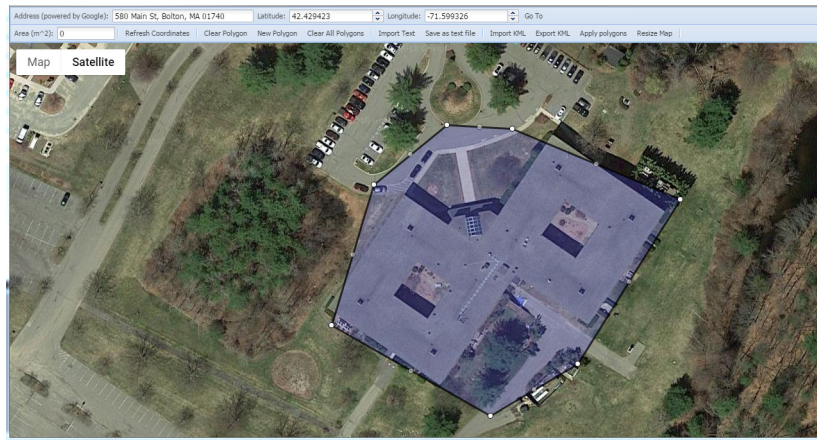 Address (powered by Google): 580 Main St, Bolton, MA 01740 Latitude: 42.429423 Longitude: -71.599326 Go To
Area (m^2): 0 Refresh Coordinates Clear Polygon New Polygon Clear All Polygons Import Text Save as text file Import KML Export KML Apply polygons Resize Map
Map Satellite